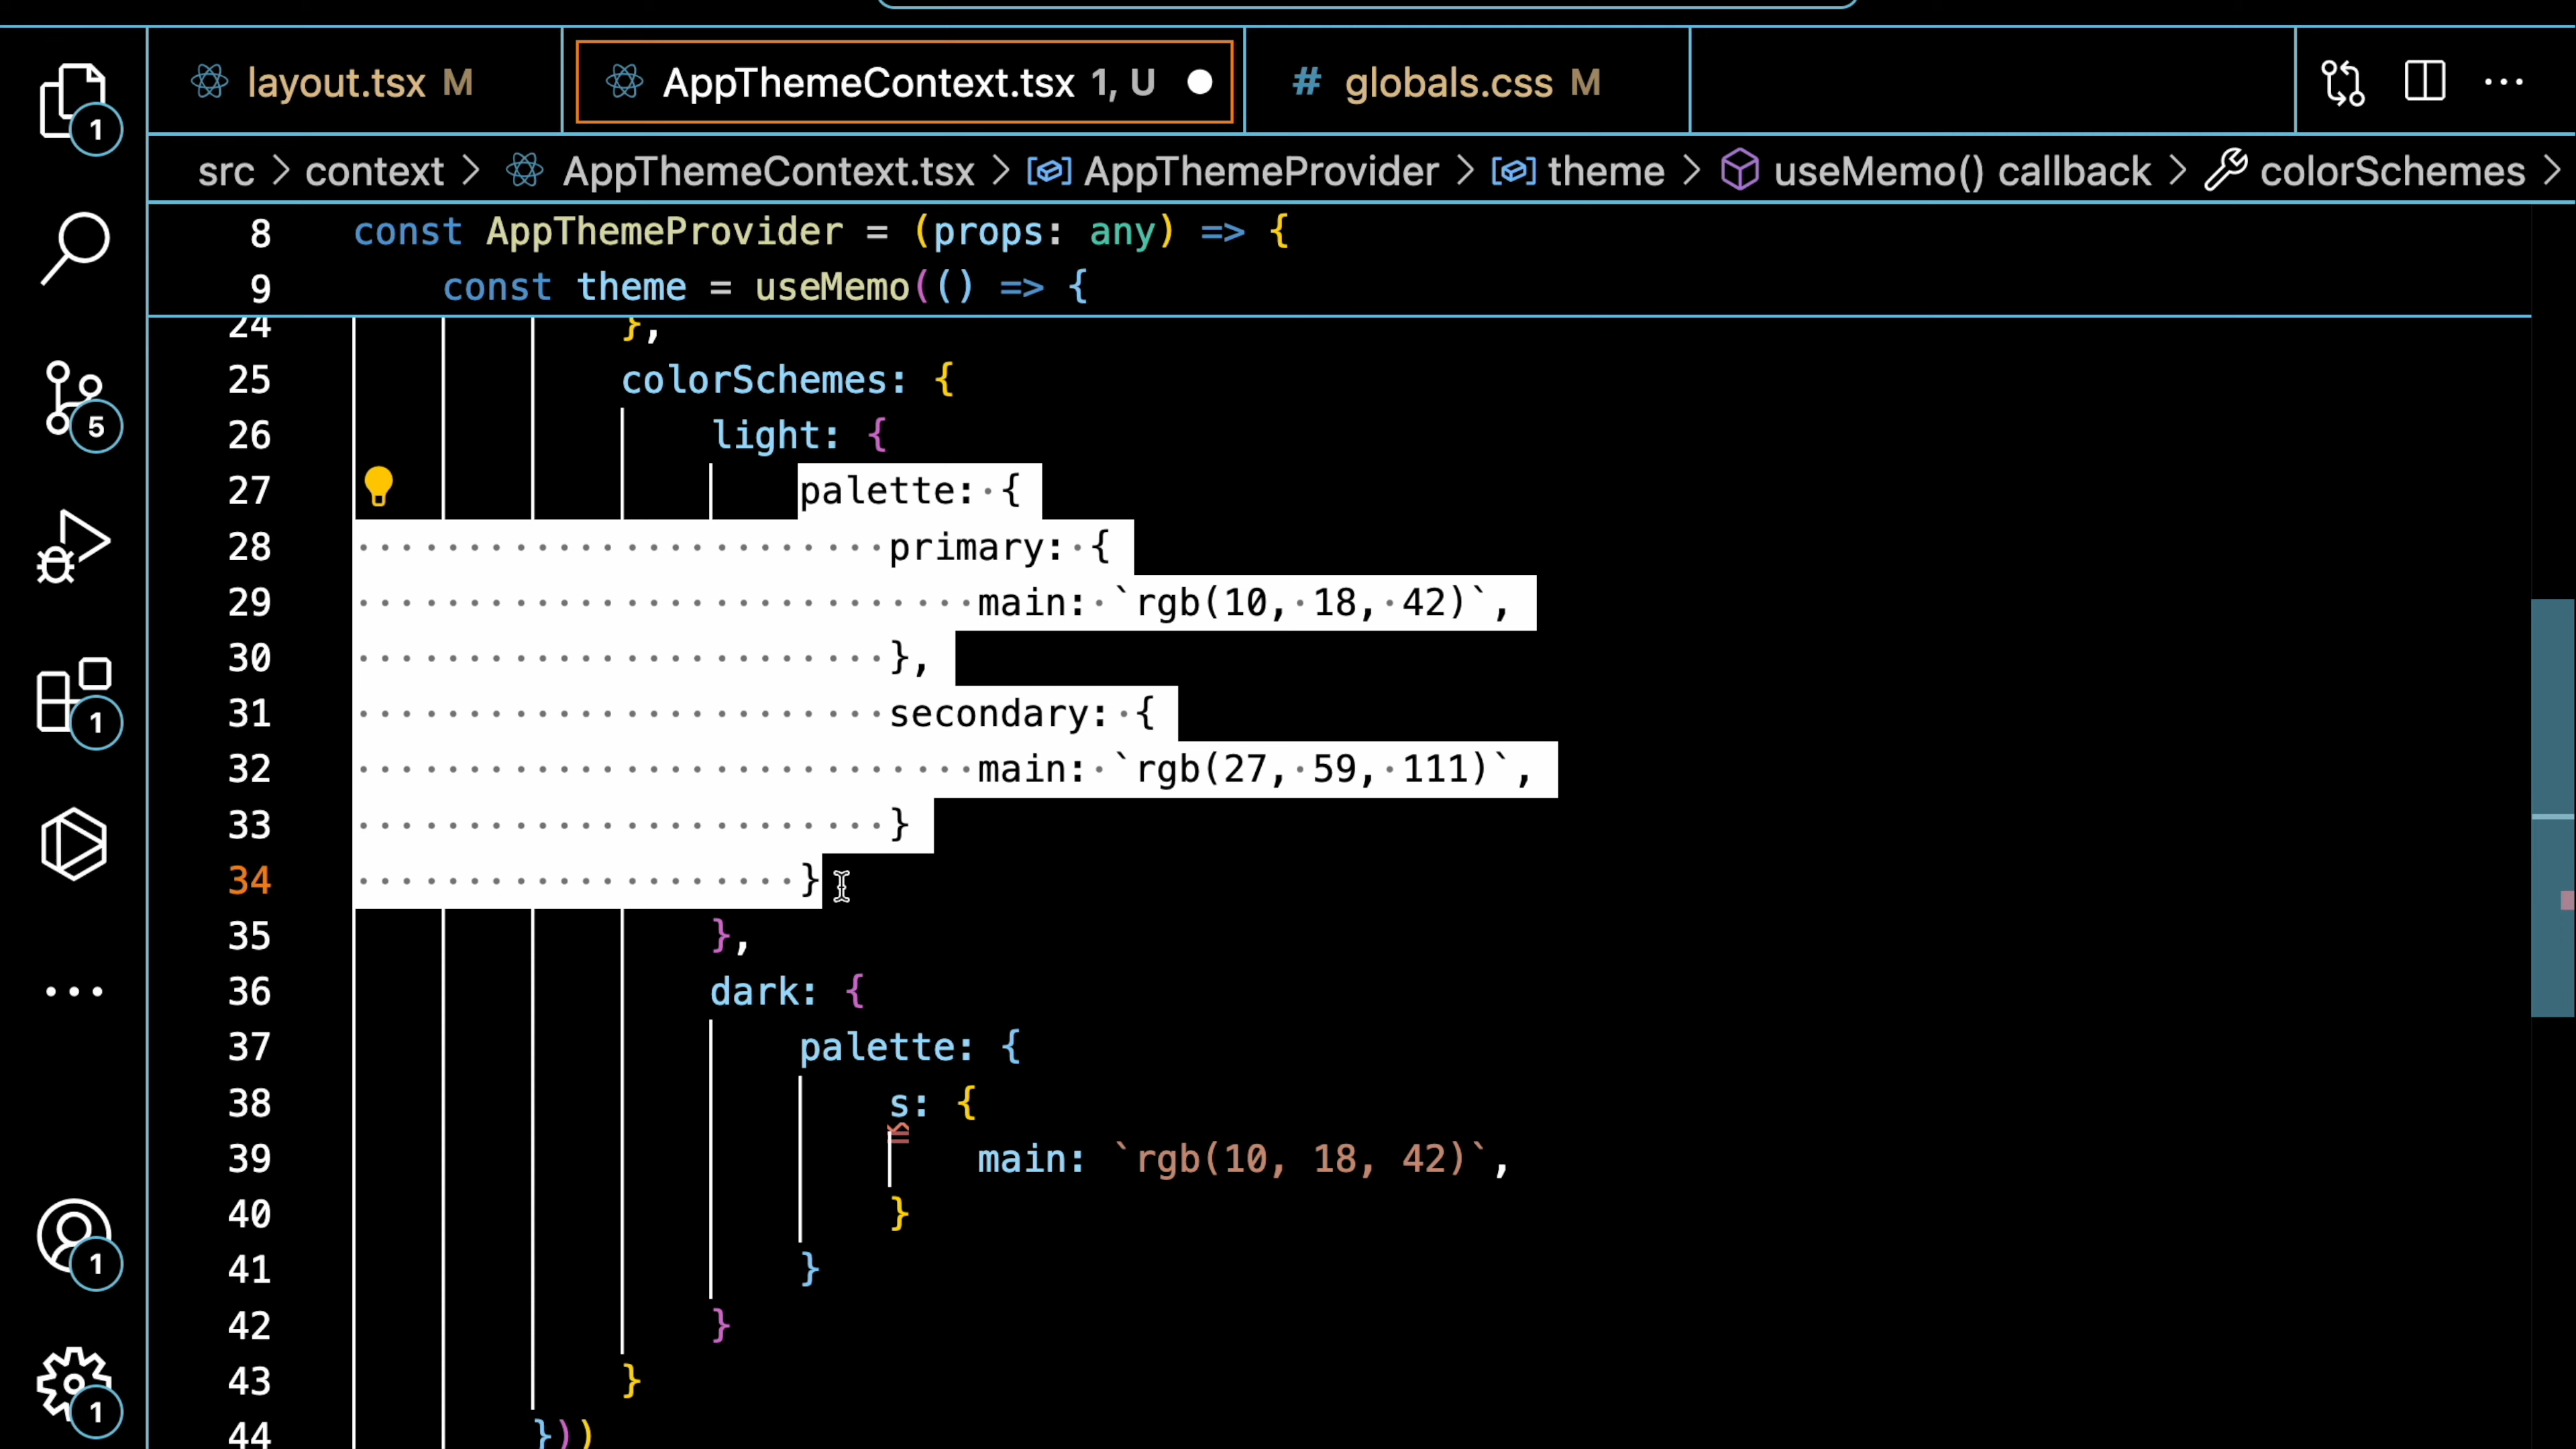 layout.tsx M
AppThemeContext.tsx 1, U
# globals.css M
src > context > AppThemeContext.tsx > AppThemeProvider > theme > useMemo() callback > colorSchemes >
8 const AppThemeProvider = (props: any) => {
9 const theme = useMemo(() => {
24 },
25 colorSchemes: {
26 light: {
27 palette: {
28 primary: {
29 main: `rgb(10, 18, 42)`,
30 },
31 secondary: {
32 main: `rgb(27, 59, 111)`,
33 }
34 }
35 },
36 dark: {
37 palette: {
38 s: {
39 main: `rgb(10, 18, 42)`,
40 }
41 }
42 }
43 }
44 }))
1
5
1
1
1